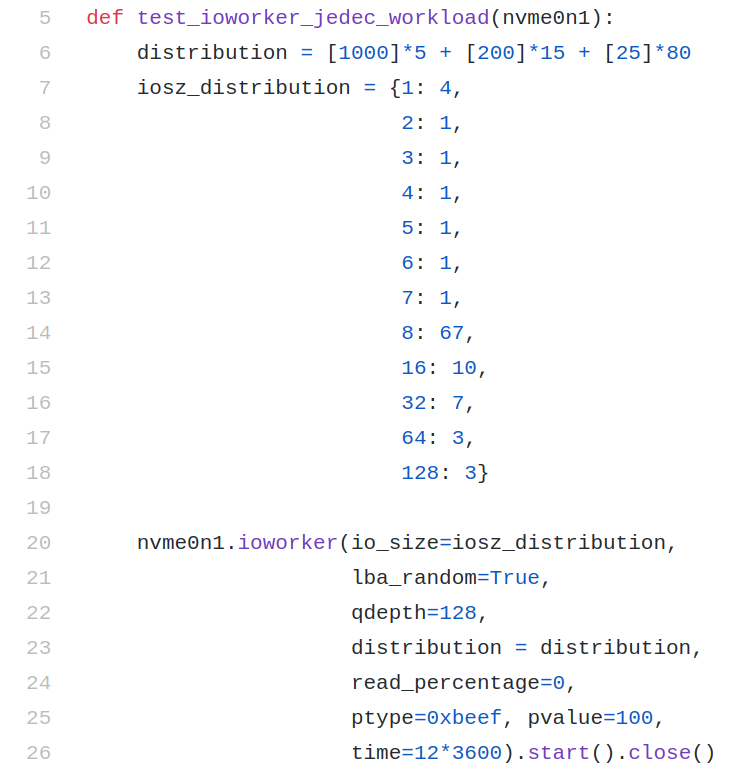 5 def test_ioworker_jedec_workload(nvme0n1):
6     distribution = [1000]*5 + [200]*15 + [25]*80
7     iosz_distribution = {1: 4,
8                          2: 1,
9                          3: 1,
10                          4: 1,
11                          5: 1,
12                          6: 1,
13                          7: 1,
14                          8: 67,
15                          16: 10,
16                          32: 7,
17                          64: 3,
18                          128: 3}
19
20     nvme0n1.ioworker(io_size=iosz_distribution,
21                      lba_random=True,
22                      qdepth=128,
23                      distribution = distribution,
24                      read_percentage=0,
25                      ptype=0xbeef, pvalue=100,
26                      time=12*3600).start().close()